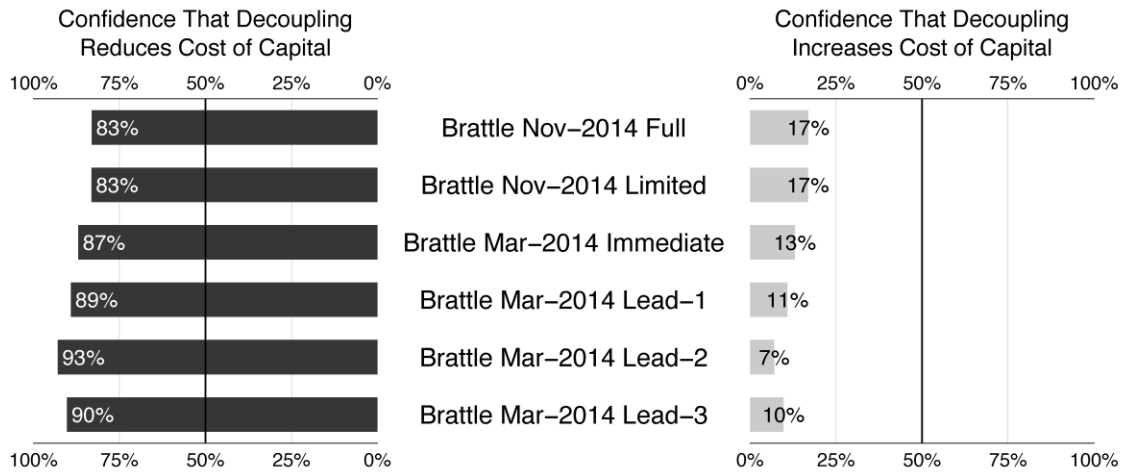 Confidence That Decoupling
Reduces Cost of Capital
Confidence That Decoupling
Increases Cost of Capital
100% 75% 50% 25% 0%
0% 25% 50% 75% 100%
83% Brattle Nov−2014 Full 17%
83% Brattle Nov−2014 Limited 17%
87% Brattle Mar−2014 Immediate 13%
89% Brattle Mar−2014 Lead−1 11%
93% Brattle Mar−2014 Lead−2 7%
90% Brattle Mar−2014 Lead−3 10%
100% 75% 50% 25% 0%
0% 25% 50% 75% 100%